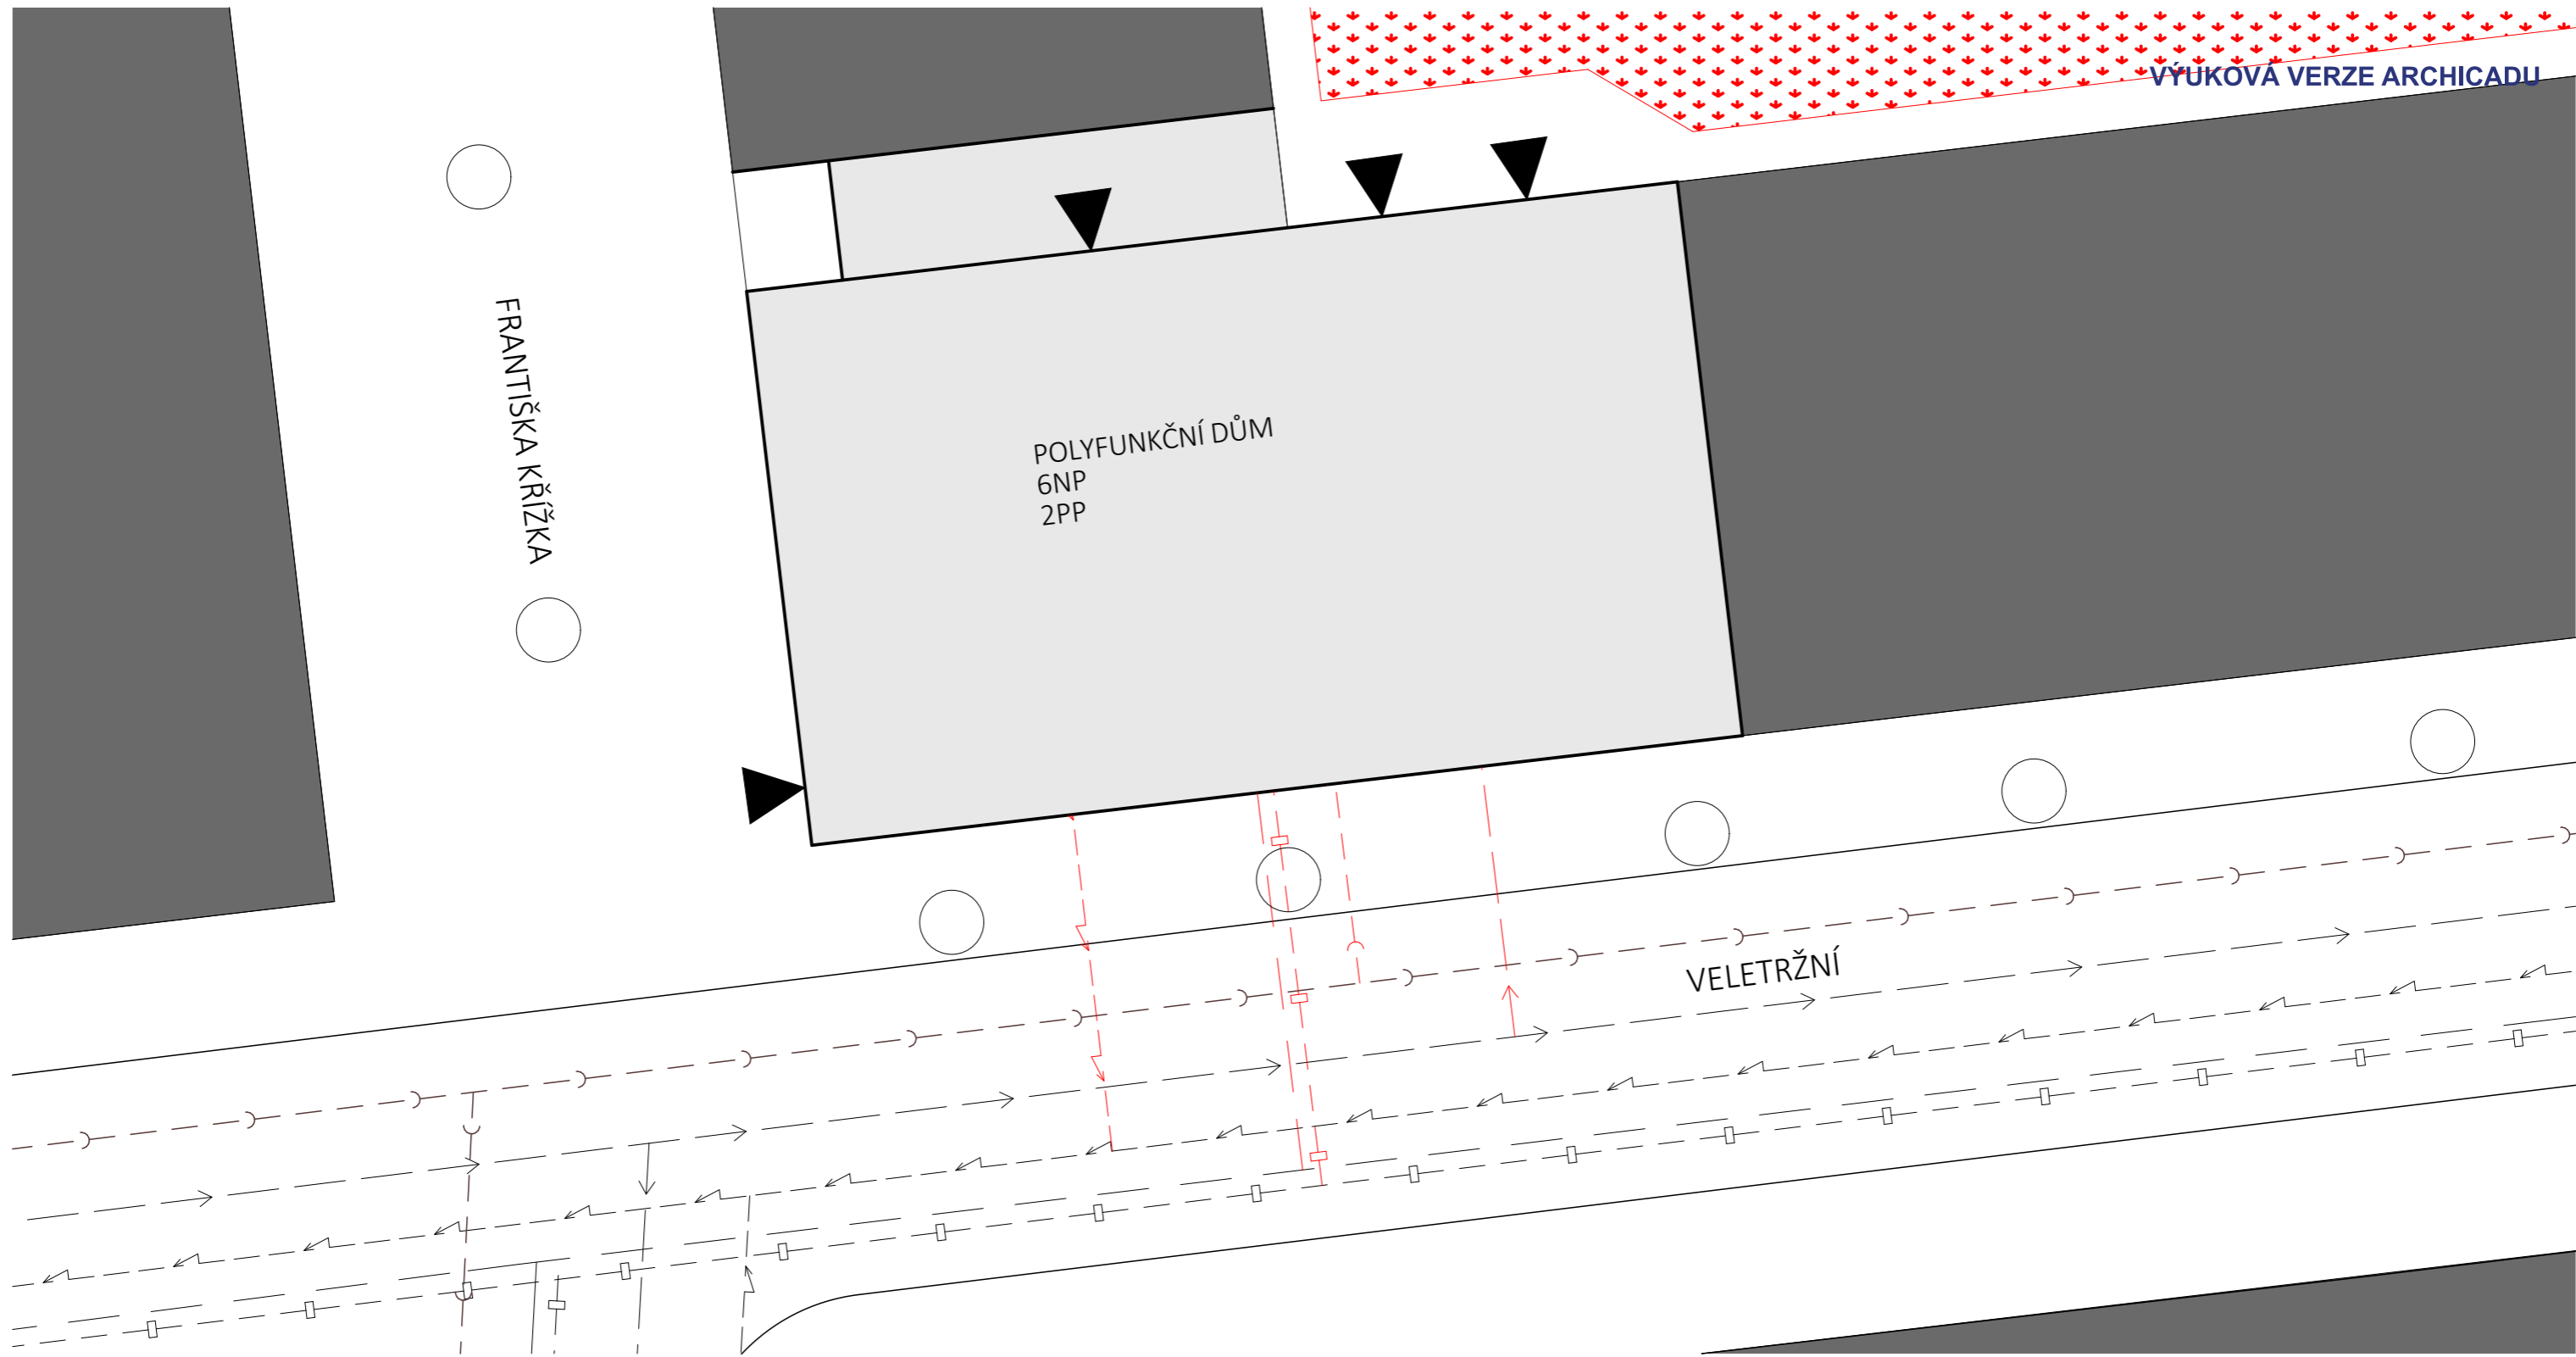 VÝUKOVÁ VERZE ARCHICADU
FRANTIŠKA KŘÍŽKA
POLYFUNKČNÍ DŮM
6NP
2PP
VELETRŽNÍ